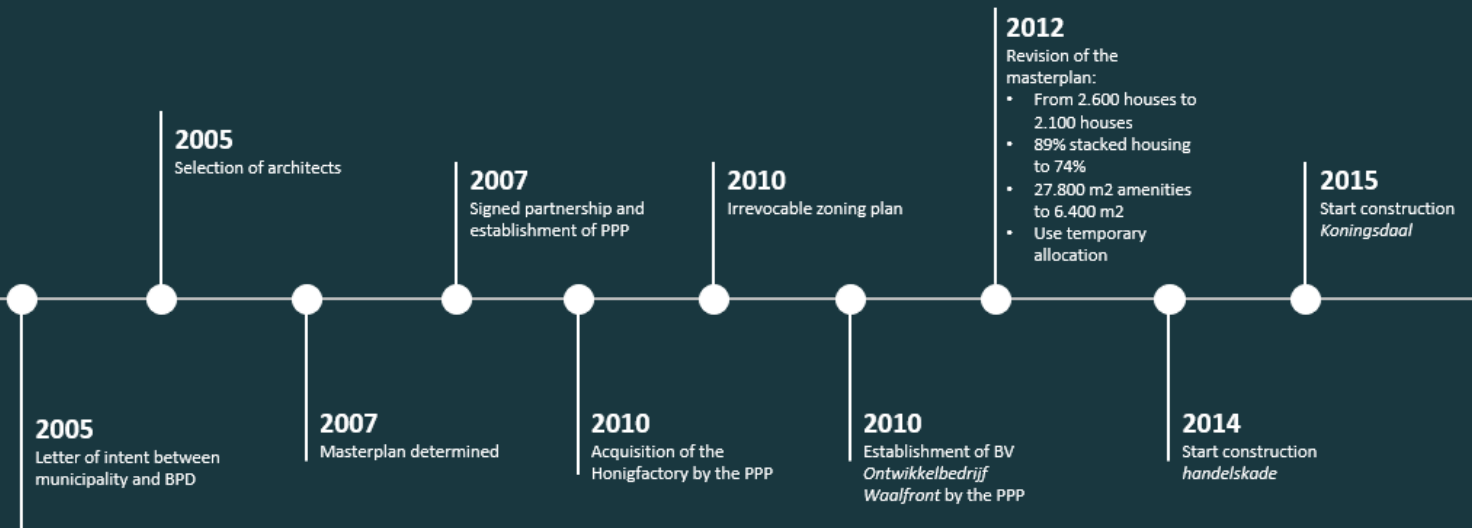 2005
Letter of intent between
municipality and BPD
2005
Selection of architects
2007
Masterplan determined
2007
Signed partnership and
establishment of PPP
2010
Acquisition of the
Honigfactory by the PPP
2010
Irrevocable zoning plan
2010
Establishment of BV
Ontwikkelbedrijf
Waalfront by the PPP
2012
Revision of the
masterplan:
• From 2.600 houses to
2.100 houses
• 89% stacked housing
to 74%
• 27.800 m2 amenities
to 6.400 m2
• Use temporary
allocation
2014
Start construction
handelskade
2015
Start construction
Koningsdaal